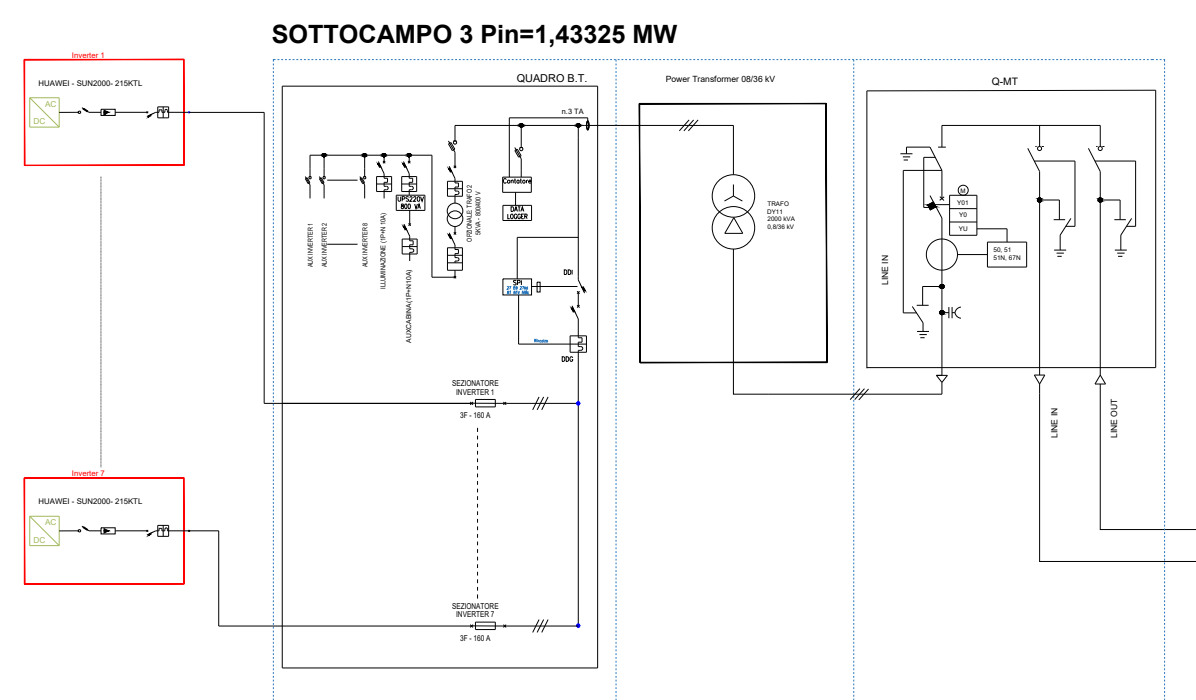 SOTTOCAMPO 3 Pin=1,43325 MW
Inverter 1
HUAWEI - SUN2000- 215KTL
AC
DC
QUADRO B.T.
n.3 TA
Contatore
DATA
LOGGER
UPS220V
800 VA
AUX INVERTER 1
AUX INVERTER 2
AUX INVERTER 8
ILLUMINAZIONE (1P+N 10A)
AUXCABINA (1P+N10A)
OPZIONALE TRAFO 2
5KVA - 800/400 V
SPI
DDI
DDG
SEZIONATORE
INVERTER 1
3F - 160 A
Power Transformer 08/36 kV
TRAFO
DY11
2000 kVA
0,8/36 kV
Q-MT
M
Y01
Y0
YU
50, 51
51N, 67N
LINE IN
LINE IN
LINE OUT
Inverter 7
HUAWEI - SUN2000- 215KTL
AC
DC
SEZIONATORE
INVERTER 7
3F - 160 A